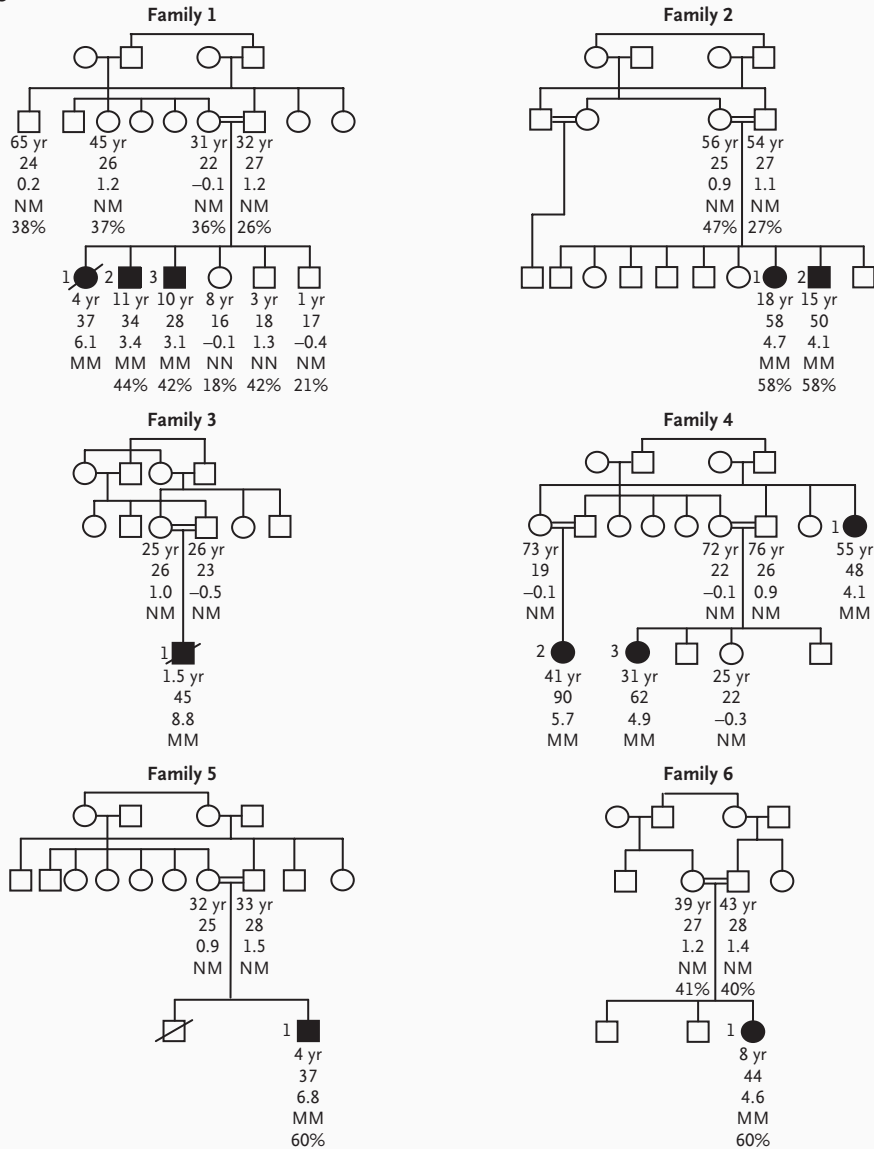 Family 1
65 yr
24
0.2
NM
38%
45 yr
26
1.2
NM
37%
31 yr
22
−0.1
NM
36%
32 yr
27
1.2
NM
26%
1
4 yr
37
6.1
MM
2
11 yr
34
3.4
MM
44%
3
10 yr
28
3.1
MM
42%
8 yr
16
−0.1
NN
18%
3 yr
18
1.3
NN
42%
1 yr
17
−0.4
NM
21%
Family 2
56 yr
25
0.9
NM
47%
54 yr
27
1.1
NM
27%
1
18 yr
58
4.7
MM
58%
2
15 yr
50
4.1
MM
58%
Family 3
25 yr
26
1.0
NM
26 yr
23
−0.5
NM
1
1.5 yr
45
8.8
MM
Family 4
73 yr
19
−0.1
NM
72 yr
22
−0.1
NM
76 yr
26
0.9
NM
1
55 yr
48
4.1
MM
2
41 yr
90
5.7
MM
3
31 yr
62
4.9
MM
25 yr
22
−0.3
NM
Family 5
32 yr
25
0.9
NM
33 yr
28
1.5
NM
1
4 yr
37
6.8
MM
60%
Family 6
39 yr
27
1.2
NM
41%
43 yr
28
1.4
NM
40%
1
8 yr
44
4.6
MM
60%